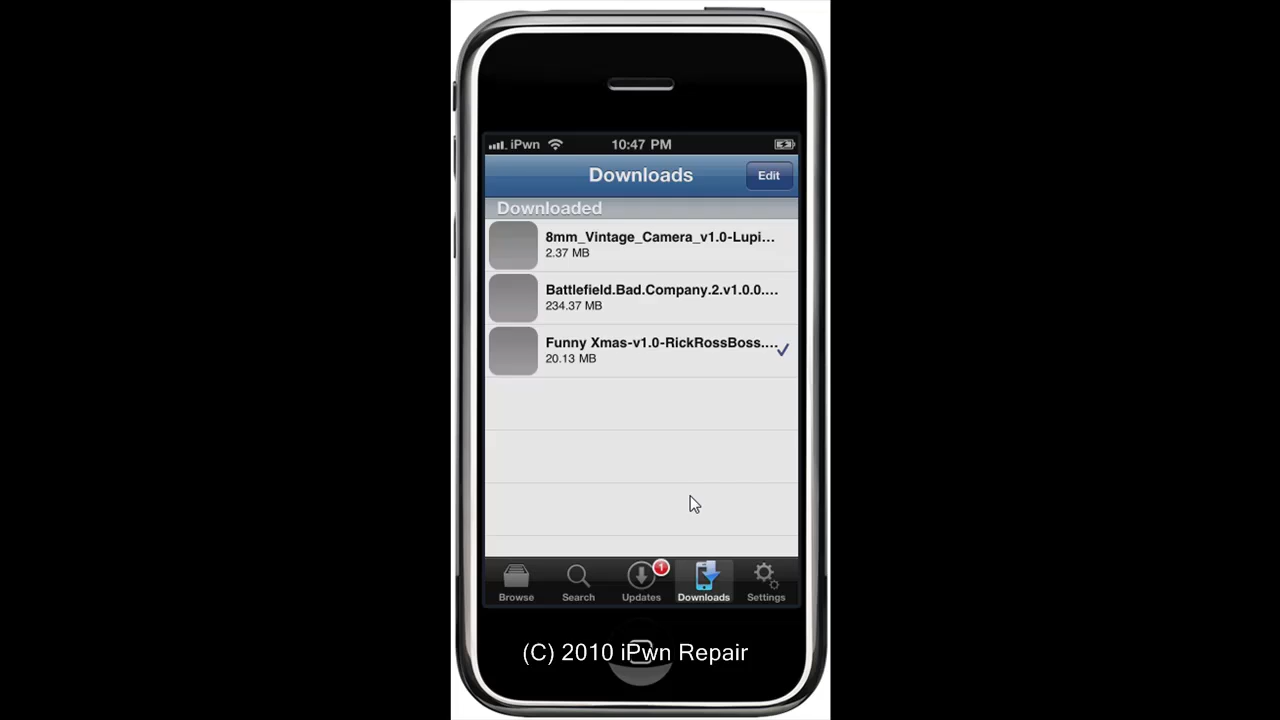 iPwn 10:47 PM
Downloads Edit
Downloaded
8mm_Vintage_Camera_v1.0-Lupi...
2.37 MB
Battlefield.Bad.Company.2.v1.0.0....
234.37 MB
Funny Xmas-v1.0-RickRossBoss....
20.13 MB
1
Browse Search Updates Downloads Settings
(C) 2010 iPwn Repair